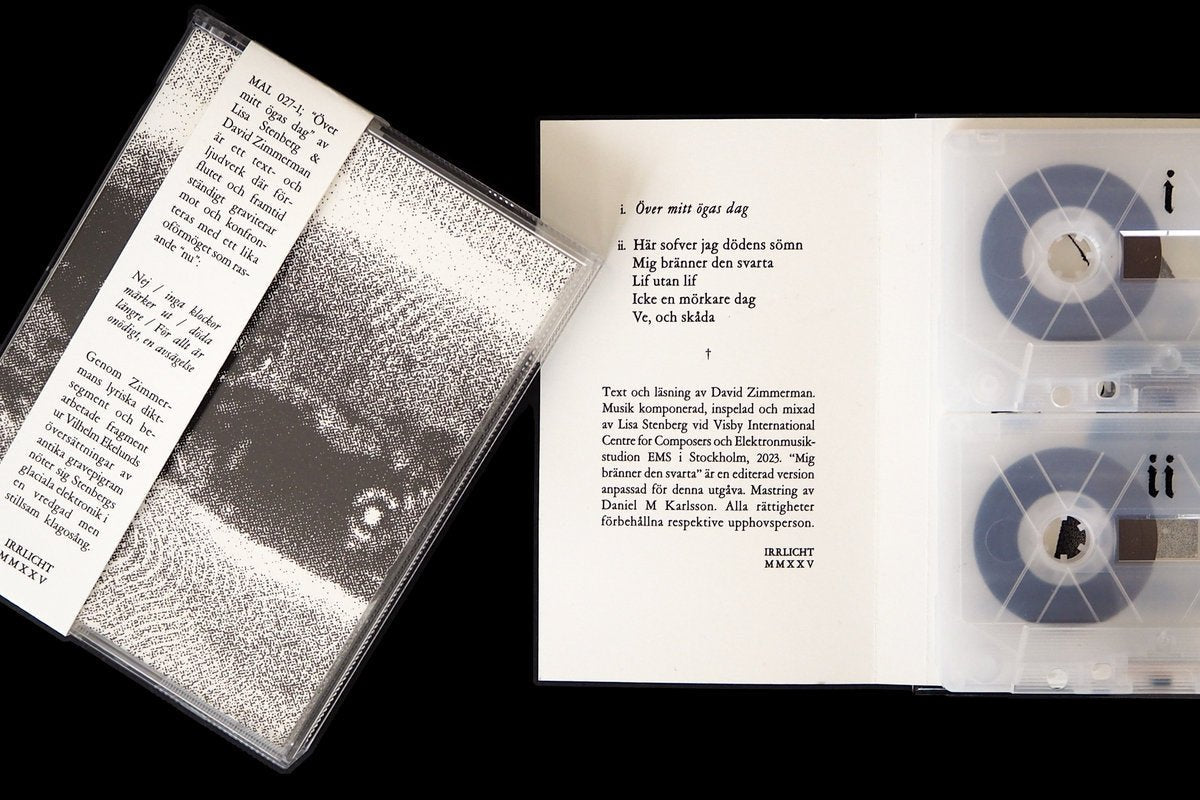 MAL 027-1; "Över
mitt ögas dag" av
Lisa Stenberg &
David Zimmerman
är ett text- och
ljudverk där för-
flutet och framtid
ständigt graviterar
mot och konfron-
teras med ett lika
oförmöget som ras-
ande "nu":
Nej / inga klockor
märker ut / döda
längre / För allt är
onödigt, en avsägelse
Genom Zimmer-
mans lyriska dikt-
segment och be-
arbetade fragment
ur Vilhelm Ekelunds
översättningar av
antika gravepigram
nöter sig Stenbergs
glaciala elektronik i
en vredgad men
stillsam klagosång.
IRRLICHT
MMXXV
i. Över mitt ögas dag
ii. Här sofver jag dödens sömn
Mig bränner den svarta
Lif utan lif
Icke en mörkare dag
Ve, och skåda
†
Text och läsning av David Zimmerman.
Musik komponerad, inspelad och mixad
av Lisa Stenberg vid Visby International
Centre for Composers och Elektronmusik-
studion EMS i Stockholm, 2023. "Mig
bränner den svarta" är en editerad version
anpassad för denna utgåva. Mastring av
Daniel M Karlsson. Alla rättigheter
förbehållna respektive upphovsperson.
IRRLICHT
MMXXV
i
ii